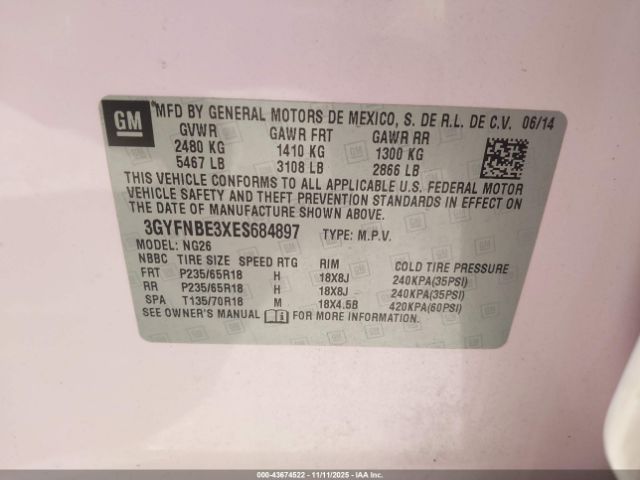 GM
MFD BY GENERAL MOTORS DE MEXICO, S. DE R.L. DE C.V. 06/14
GVWR GAWR FRT GAWR RR
2480 KG 1410 KG 1300 KG
5467 LB 3108 LB 2866 LB
THIS VEHICLE CONFORMS TO ALL APPLICABLE U.S. FEDERAL MOTOR
VEHICLE SAFETY AND THEFT PREVENTION STANDARDS IN EFFECT ON
DATE OF MANUFACTURE SHOWN ABOVE.
3GYFNBE3XES684897 TYPE: M.P.V.
MODEL: NG26
NBBC TIRE SIZE SPEED RTG RIM COLD TIRE PRESSURE
FRT P235/65R18 H 18X8J 240KPA(35PSI)
RR P235/65R18 H 18X8J 240KPA(35PSI)
SPA T135/70R18 M 18X4.5B 420KPA(60PSI)
SEE OWNER'S MANUAL FOR MORE INFORMATION.
000-43674522 - 11/11/2025 - IAA Inc.